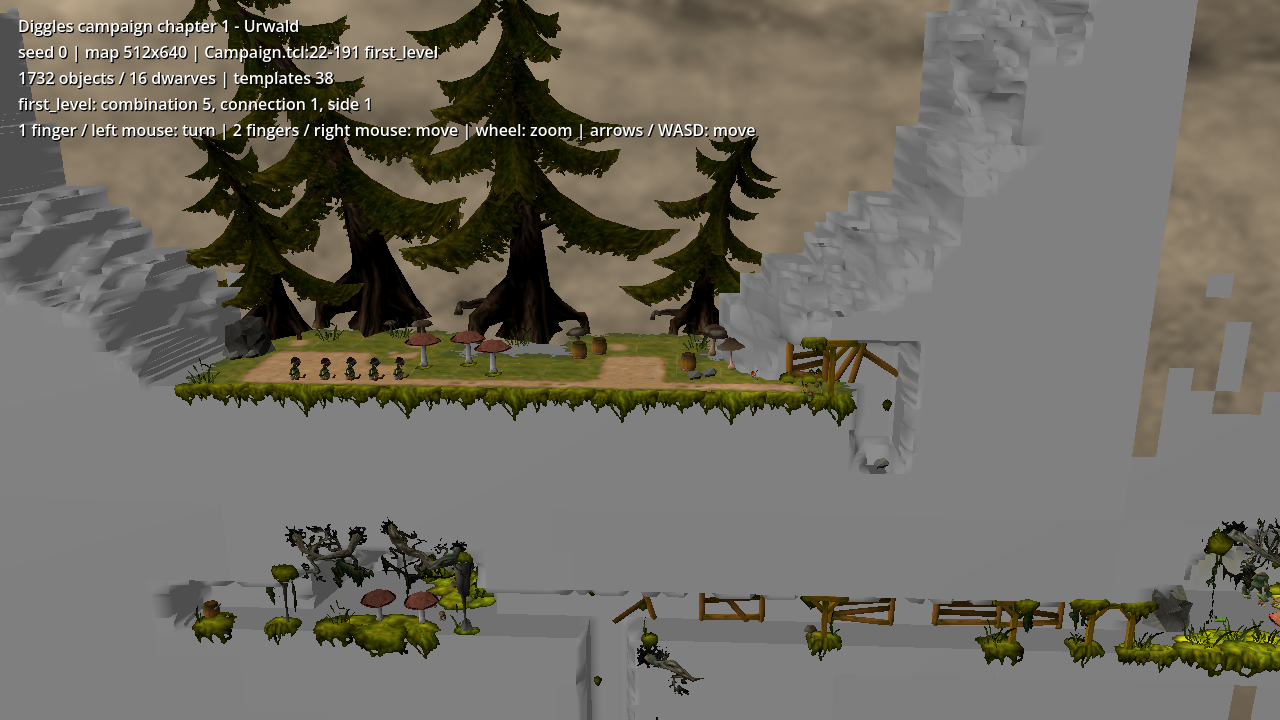 Diggles campaign chapter 1 - Urwald
seed 0 | map 512x640 | Campaign.tcl:22-191 first_level
1732 objects / 16 dwarves | templates 38
first_level: combination 5, connection 1, side 1
1 finger / left mouse: turn | 2 fingers / right mouse: move | wheel: zoom | arrows / WASD: move